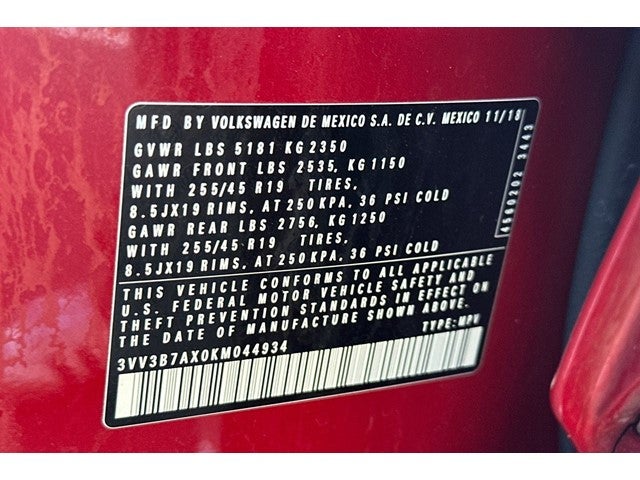 MFD BY VOLKSWAGEN DE MEXICO S.A. DE C.V. MEXICO 11/18
GVWR LBS 5181 KG 2350
GAWR FRONT LBS 2535, KG 1150
WITH 255/45 R19 TIRES,
8.5JX19 RIMS, AT 250 KPA, 36 PSI COLD
GAWR REAR LBS 2756, KG 1250
WITH 255/45 R19 TIRES,
8.5JX19 RIMS, AT 250 KPA, 36 PSI COLD
THIS VEHICLE CONFORMS TO ALL APPLICABLE
U.S. FEDERAL MOTOR VEHICLE SAFETY AND
THEFT PREVENTION STANDARDS IN EFFECT ON
THE DATE OF MANUFACTURE SHOWN ABOVE.
3VV3B7AX0KM044934 TYPE: MPV
4560202 3443